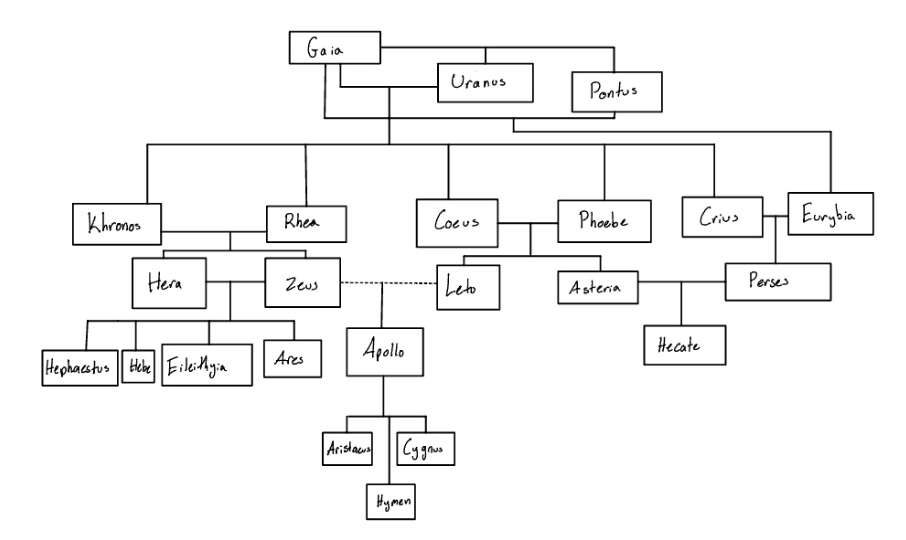 Gaia
Uranus
Pontus
Khronos
Rhea
Coeus
Phoebe
Crius
Eurybia
Hera
Zeus
Leto
Asteria
Perses
Hephaestus
Hebe
Eileithyia
Ares
Apollo
Hecate
Aristaeus
Cygnus
Hymen